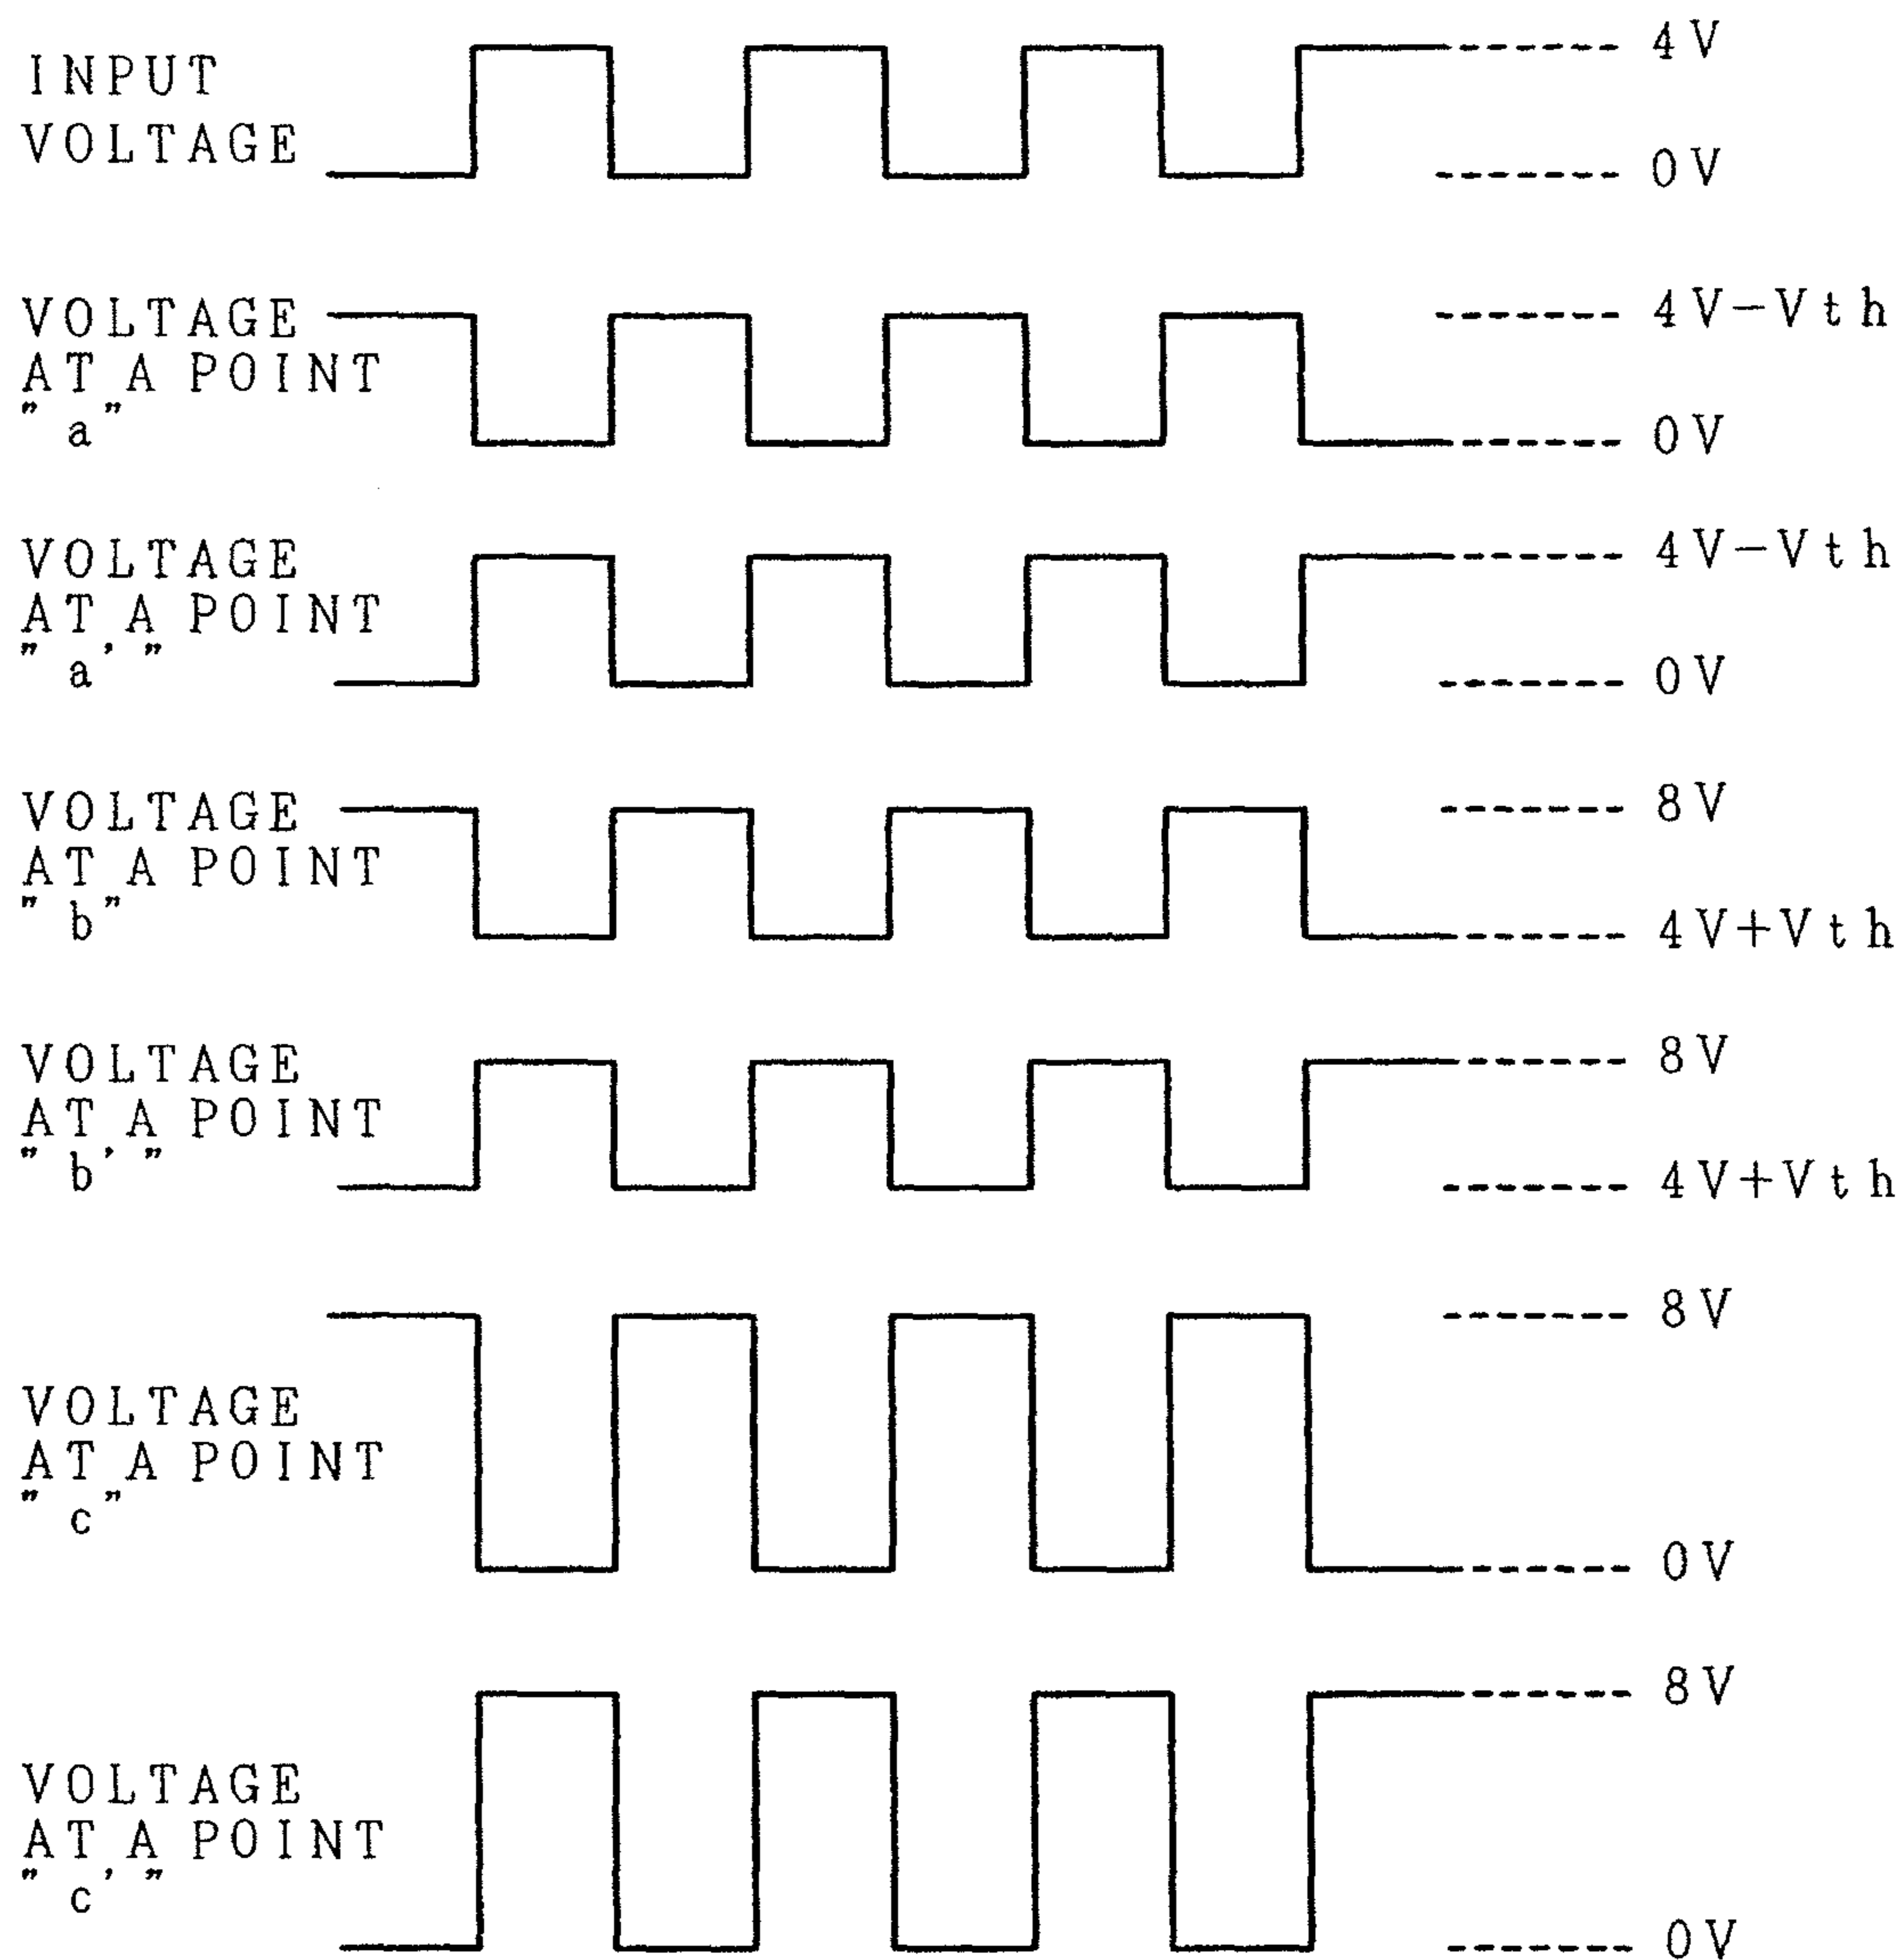 INPUT
VOLTAGE
4V
0V
VOLTAGE
AT A POINT
"a"
4V-Vth
0V
VOLTAGE
AT A POINT
"a'"
4V-Vth
0V
VOLTAGE
AT A POINT
"b"
8V
4V+Vth
VOLTAGE
AT A POINT
"b'"
8V
4V+Vth
VOLTAGE
AT A POINT
"c"
8V
0V
VOLTAGE
AT A POINT
"c'"
8V
0V